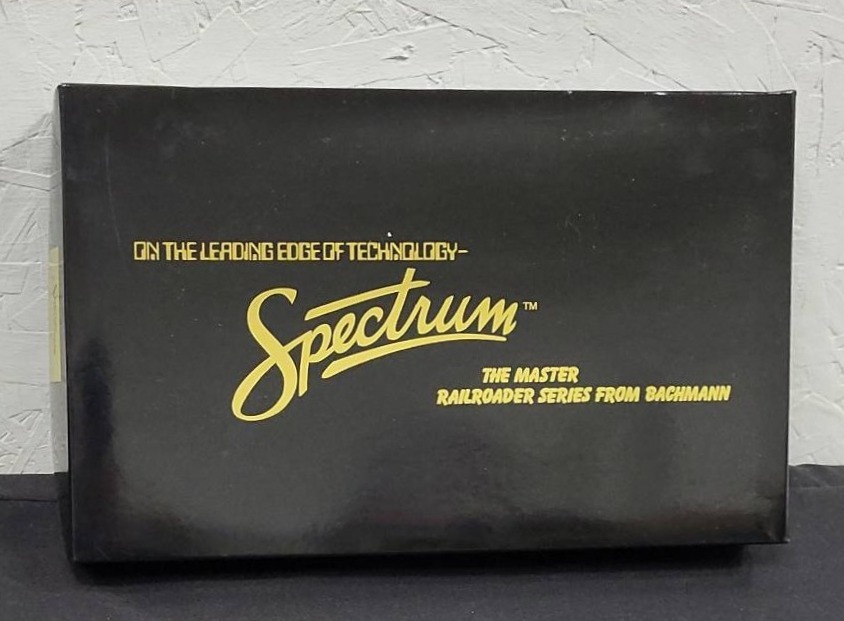 ON THE LEADING EDGE OF TECHNOLOGY–
Spectrum™
THE MASTER
RAILROADER SERIES FROM BACHMANN